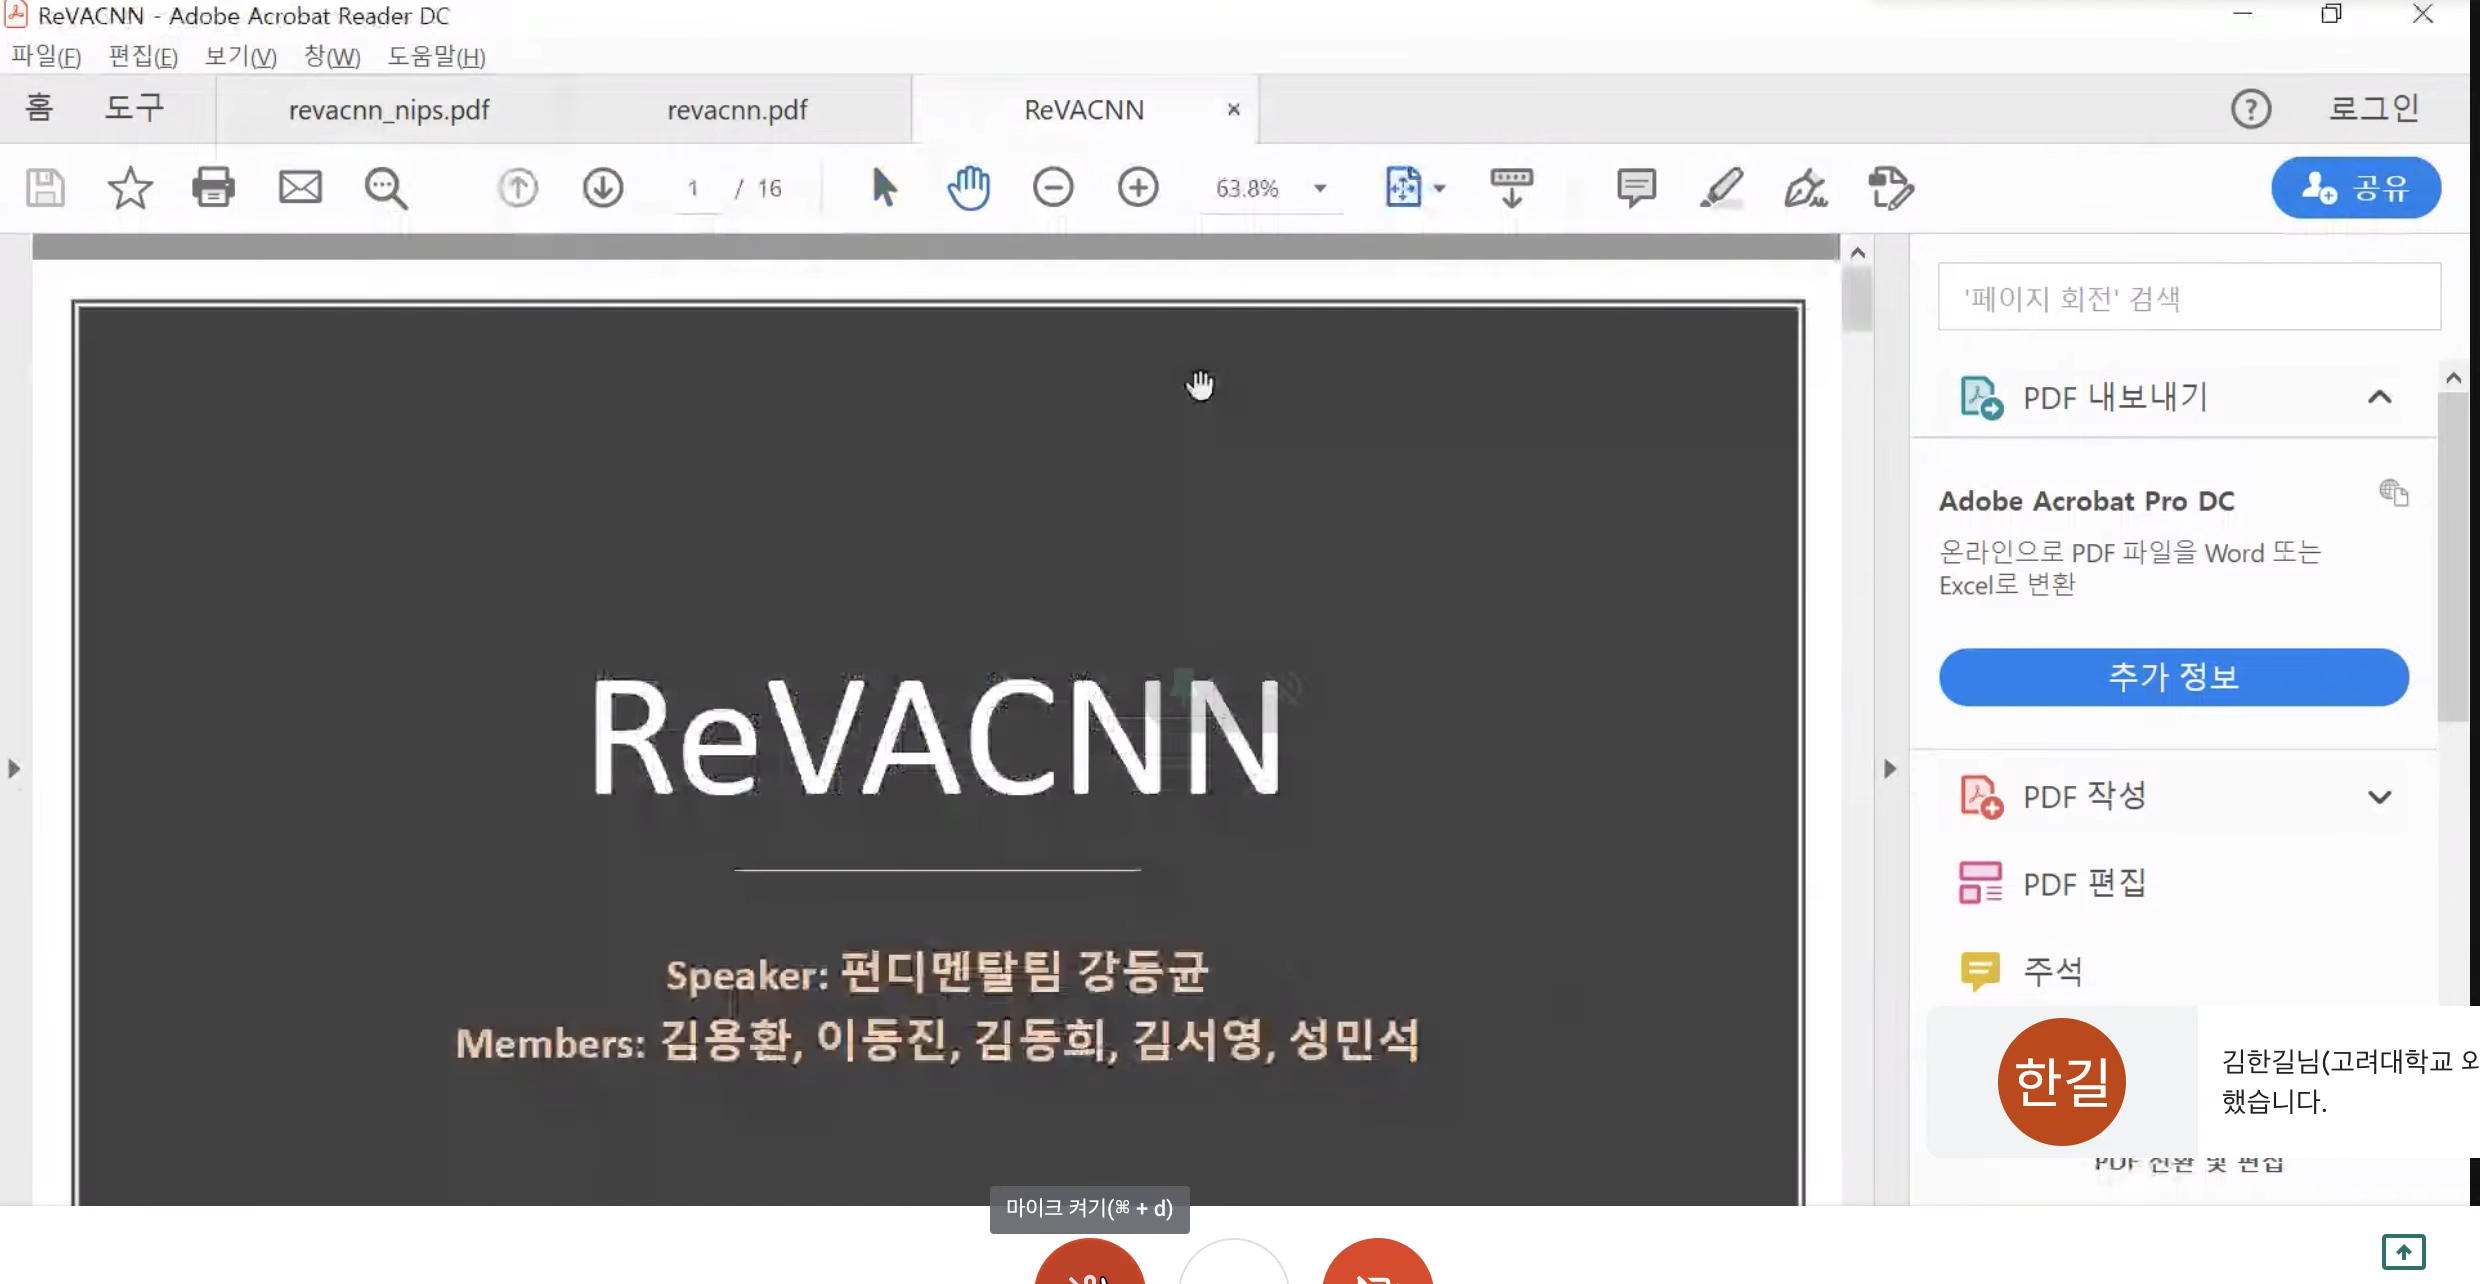 ReVACNN - Adobe Acrobat Reader DC
파일(F) 편집(E) 보기(V) 창(W) 도움말(H)
홈 도구 revacnn_nips.pdf revacnn.pdf ReVACNN × ? 로그인
1 / 16 63.8% 공유
'페이지 회전' 검색
PDF 내보내기
Adobe Acrobat Pro DC
온라인으로 PDF 파일을 Word 또는
Excel로 변환
추가 정보
PDF 작성
PDF 편집
주석
ReVACNN
Speaker: 펀디멘탈팀 강동균
Members: 김용환, 이동진, 김동희, 김서영, 성민석
한길
김한길님(고려대학교
했습니다.
PDF 전환 및 편집
마이크 켜기(⌘ + d)